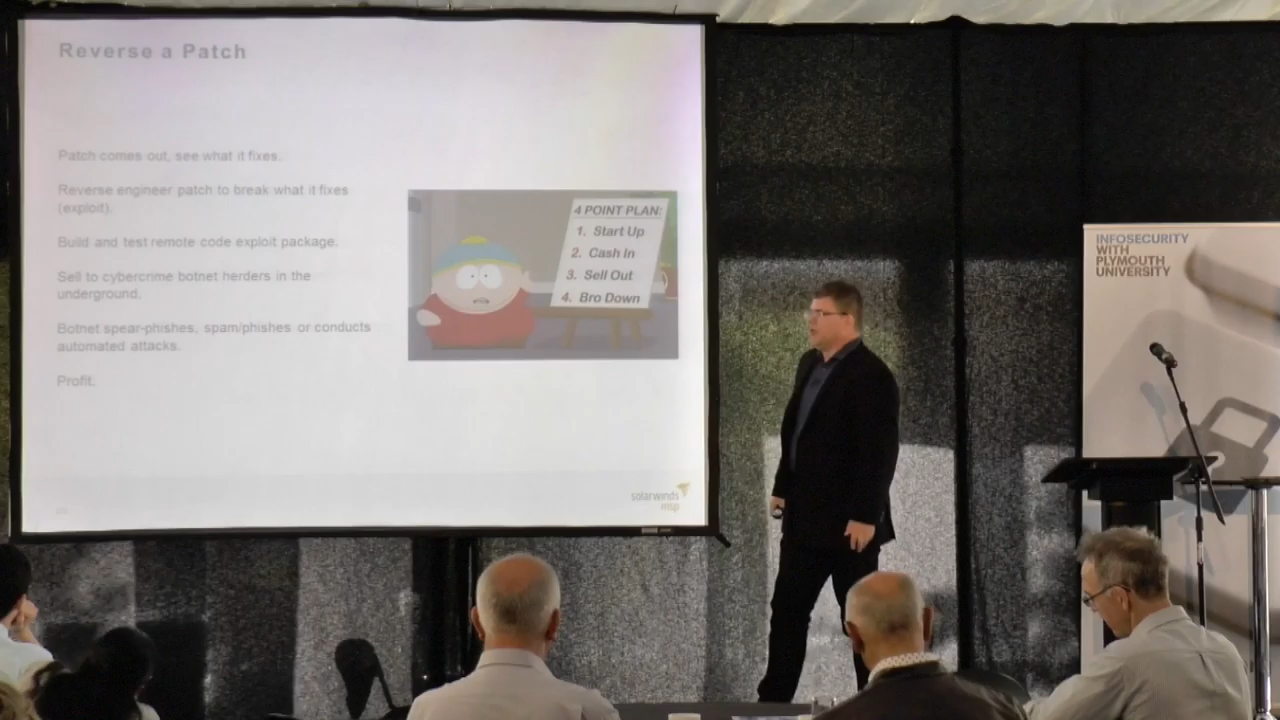 Reverse a Patch
Patch comes out, see what it fixes.
Reverse engineer patch to break what it fixes
(exploit).
Build and test remote code exploit package.
Sell to cybercrime botnet herders in the
underground.
Botnet spear-phishes, spam/phishes or conducts
automated attacks.
Profit.
4 POINT PLAN:
1. Start Up
2. Cash In
3. Sell Out
4. Bro Down
solarwinds
msp
INFOSECURITY
WITH
PLYMOUTH
UNIVERSITY